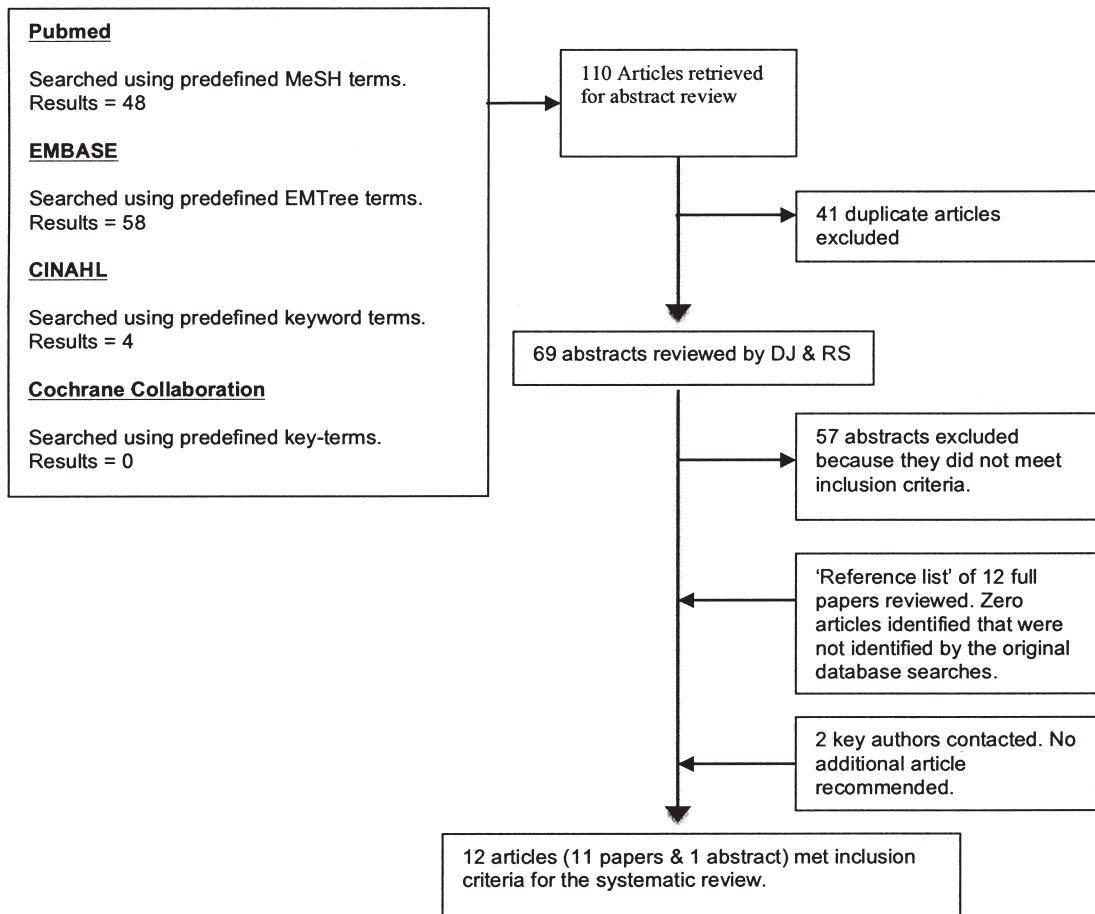 Pubmed
Searched using predefined MeSH terms.
Results = 48
EMBASE
Searched using predefined EMTree terms.
Results = 58
CINAHL
Searched using predefined keyword terms.
Results = 4
Cochrane Collaboration
Searched using predefined key-terms.
Results = 0
110 Articles retrieved
for abstract review
41 duplicate articles
excluded
69 abstracts reviewed by DJ & RS
57 abstracts excluded
because they did not meet
inclusion criteria.
‘Reference list’ of 12 full
papers reviewed. Zero
articles identified that were
not identified by the original
database searches.
2 key authors contacted. No
additional article
recommended.
12 articles (11 papers & 1 abstract) met inclusion
criteria for the systematic review.